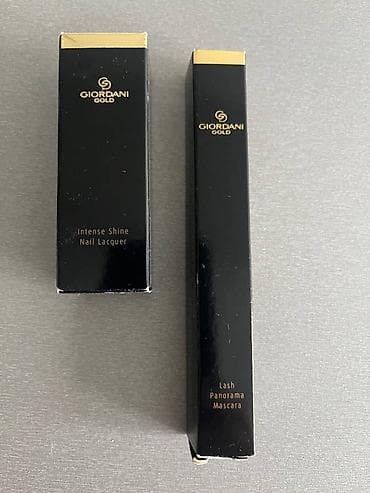 GIORDANI
GOLD
Intense Shine
Nail Lacquer
GIORDANI
GOLD
Lash
Panorama
Mascara